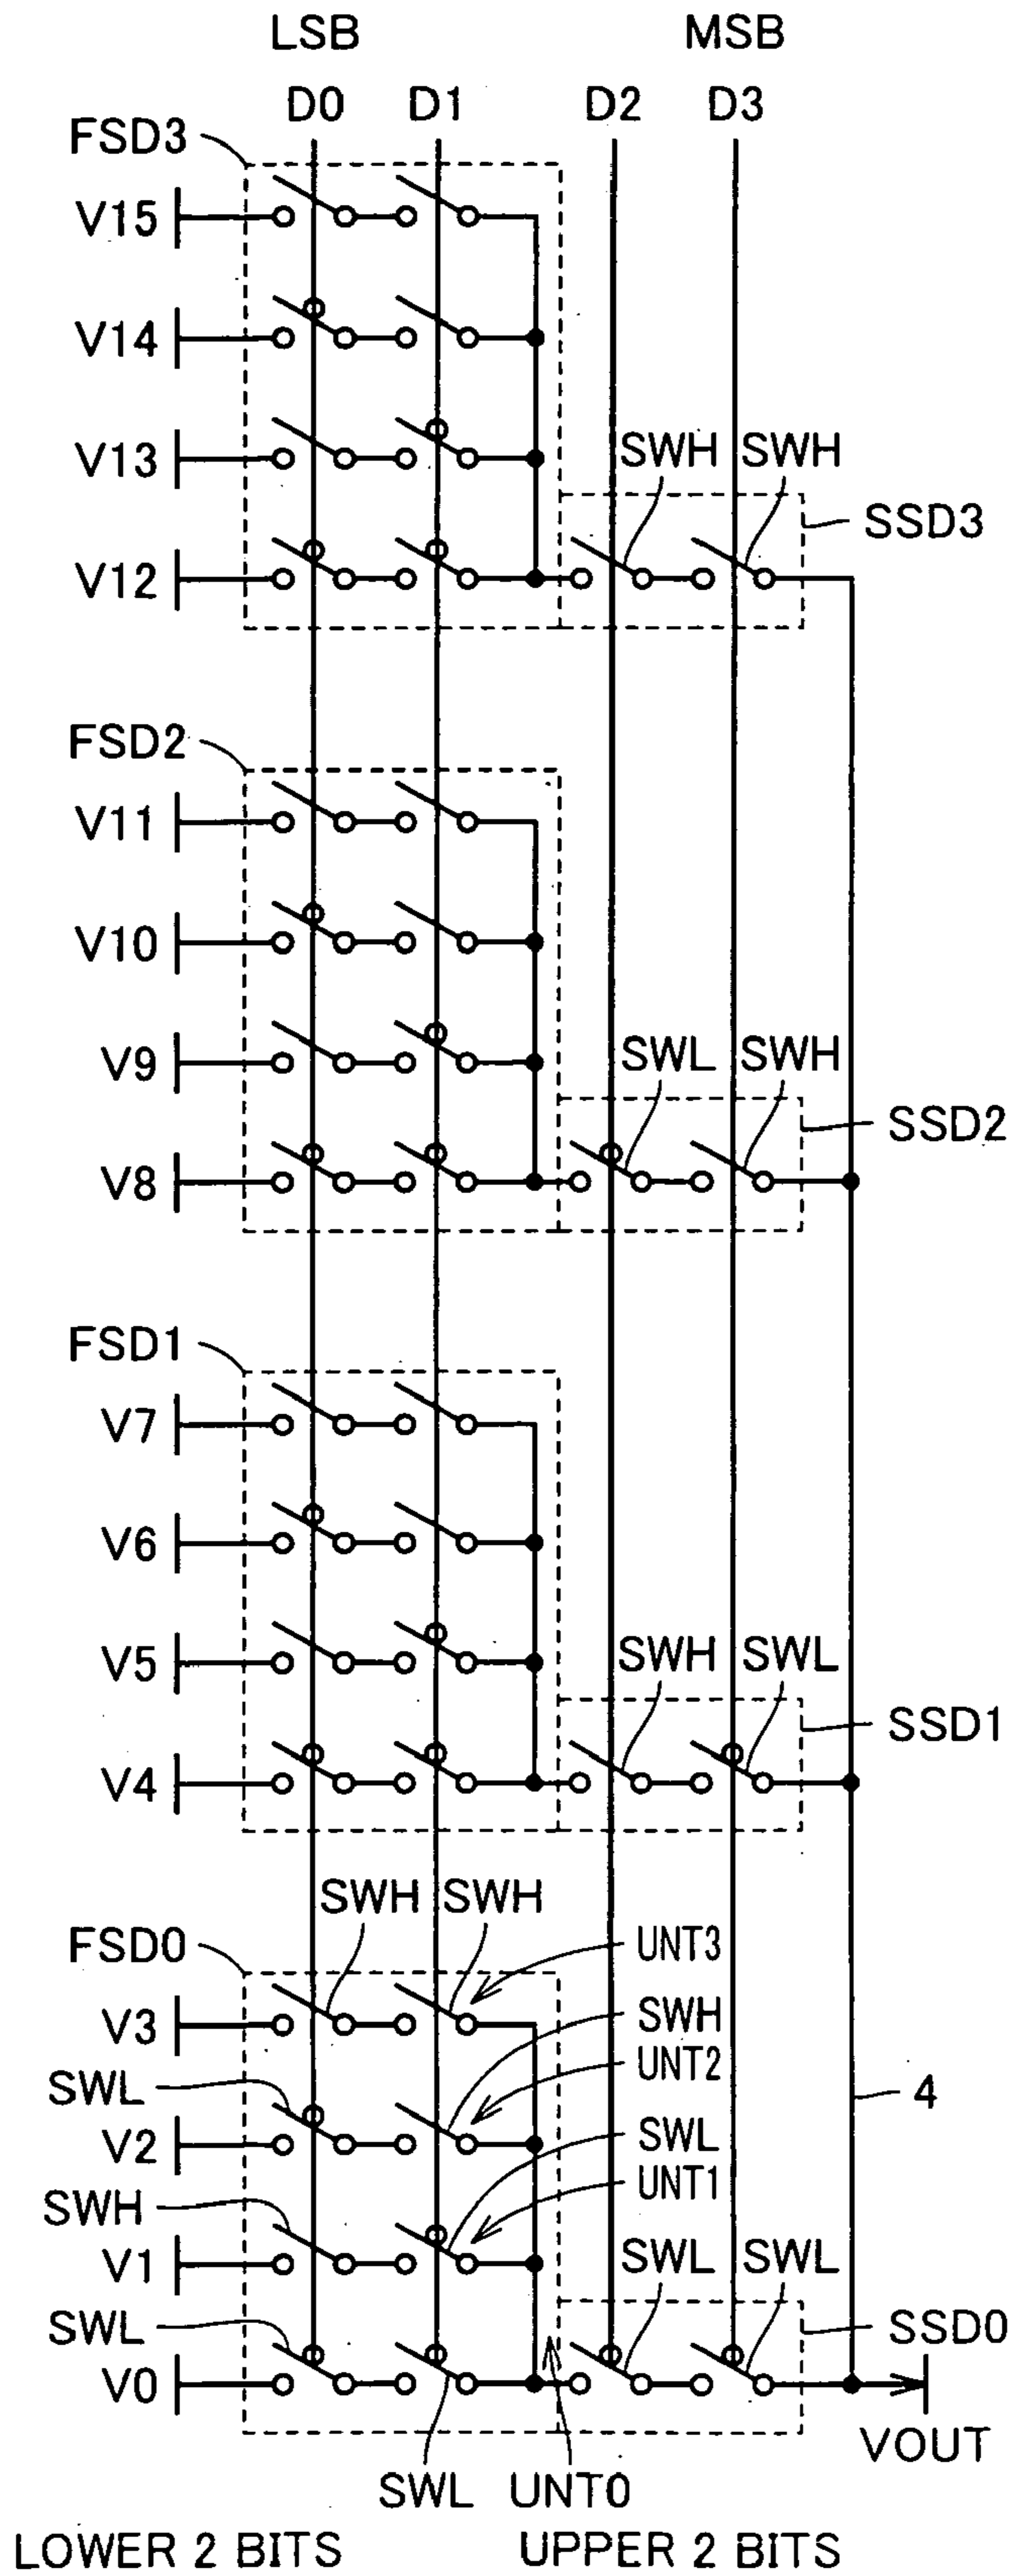 LSB MSB
D0 D1 D2 D3
FSD3
V15
V14
V13
SWH SWH
SSD3
V12
FSD2
V11
V10
V9
SWL SWH
SSD2
V8
FSD1
V7
V6
V5
SWH SWL
SSD1
V4
SWH SWH
FSD0
UNT3
V3
SWH
UNT2
SWL
4
V2
SWL
UNT1
SWH
V1
SWL SWL
SWL
SSD0
V0
VOUT
SWL UNT0
LOWER 2 BITS UPPER 2 BITS